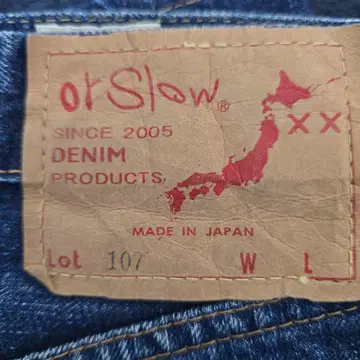 orSlow®
SINCE 2005
XX
DENIM
PRODUCTS,
MADE IN JAPAN
Lot 107 W L